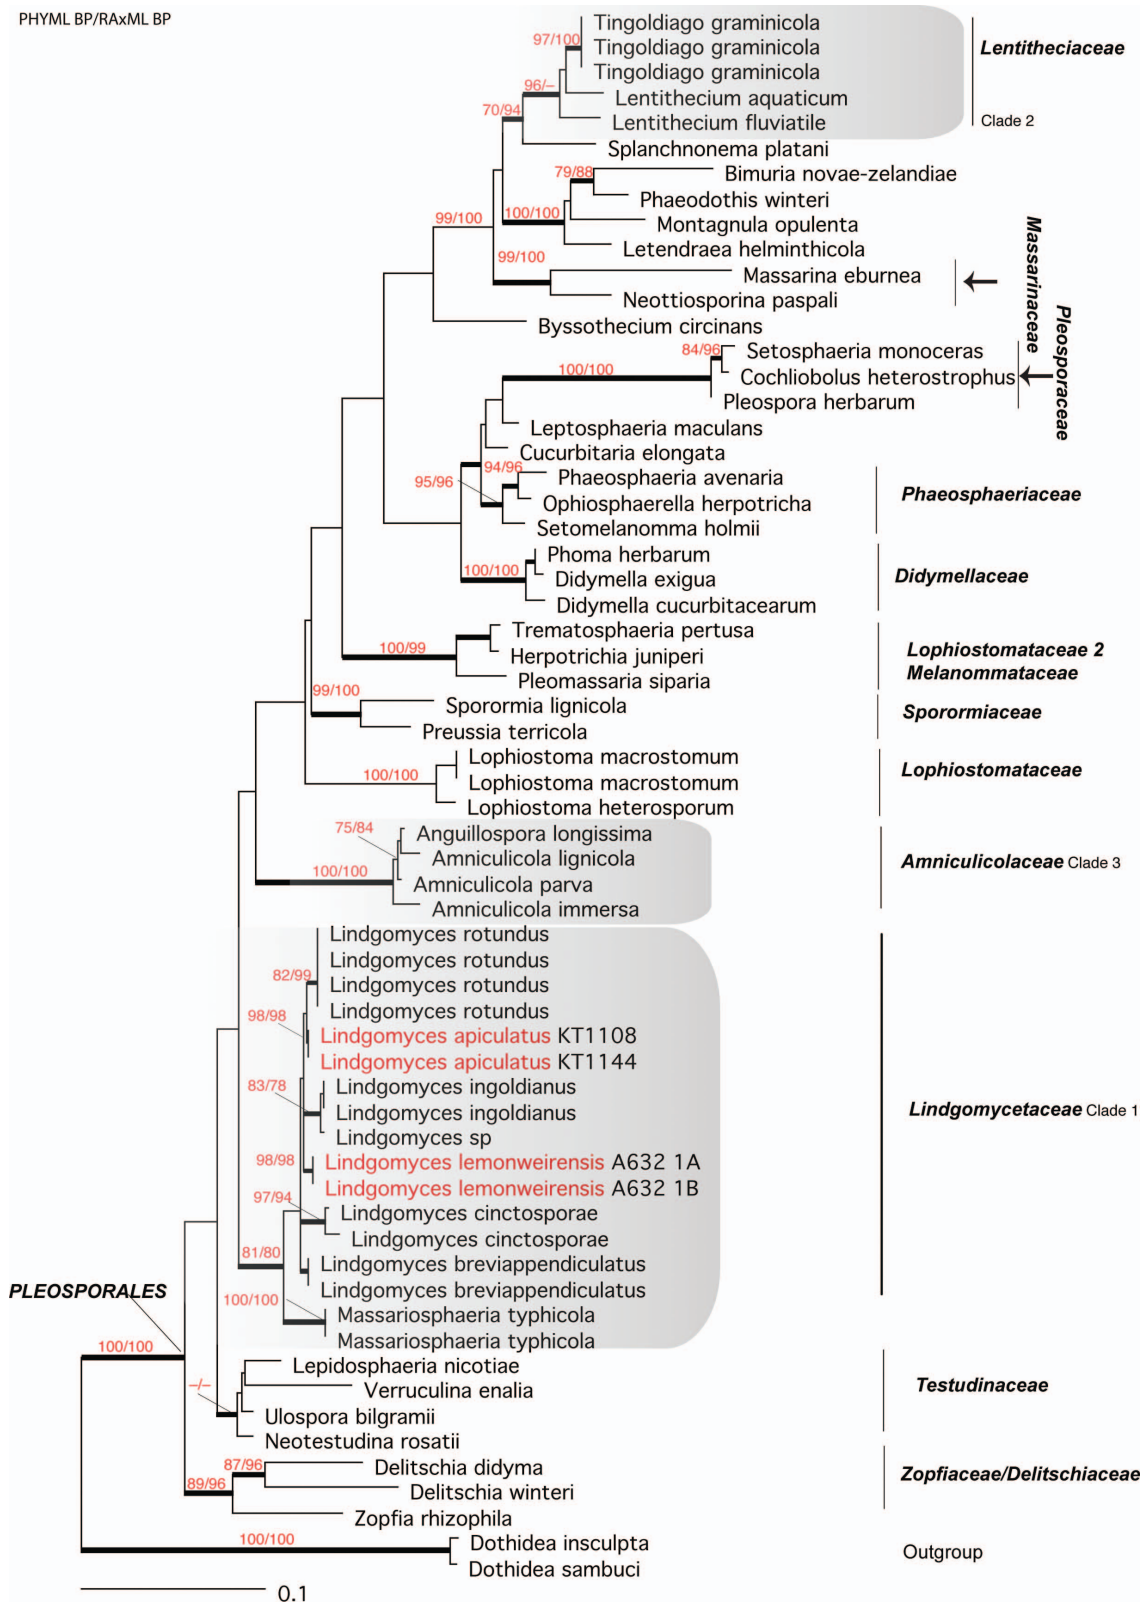 PHYML BP/RAxML BP
Tingoldiago graminicola
97/100
Tingoldiago graminicola
Lentitheciaceae
Tingoldiago graminicola
96/–
Lentithecium aquaticum
70/94
Lentithecium fluviatile
Clade 2
Splanchnonema platani
79/88
Bimuria novae-zelandiae
Phaeodothis winteri
99/100
100/100
Montagnula opulenta
Letendraea helminthicola
99/100
Massarina eburnea
Massarinaceae
Neottiosporina paspali
Byssothecium circinans
84/96
Setosphaeria monoceras
100/100
Cochliobolus heterostrophus
Pleosporaceae
Pleospora herbarum
Leptosphaeria maculans
Cucurbitaria elongata
94/96
95/96
Phaeosphaeria avenaria
Ophiosphaerella herpotricha
Phaeosphaeriaceae
Setomelanomma holmii
Phoma herbarum
100/100
Didymella exigua
Didymellaceae
Didymella cucurbitacearum
Trematosphaeria pertusa
100/99
Herpotrichia juniperi
Lophiostomataceae 2
Melanommataceae
Pleomassaria siparia
99/100
Sporormia lignicola
Sporormiaceae
Preussia terricola
Lophiostoma macrostomum
100/100
Lophiostoma macrostomum
Lophiostomataceae
Lophiostoma heterosporum
75/84
Anguillospora longissima
Amniculicola lignicola
100/100
Amniculicolaceae Clade 3
Amniculicola parva
Amniculicola immersa
Lindgomyces rotundus
Lindgomyces rotundus
82/99
Lindgomyces rotundus
Lindgomyces rotundus
98/98
Lindgomyces apiculatus KT1108
Lindgomyces apiculatus KT1144
83/78
Lindgomyces ingoldianus
Lindgomyces ingoldianus
Lindgomycetaceae Clade 1
Lindgomyces sp
98/98
Lindgomyces lemonweirensis A632 1A
Lindgomyces lemonweirensis A632 1B
97/94
Lindgomyces cinctosporae
Lindgomyces cinctosporae
81/80
Lindgomyces breviappendiculatus
PLEOSPORALES
Lindgomyces breviappendiculatus
100/100
Massariosphaeria typhicola
Massariosphaeria typhicola
100/100
Lepidosphaeria nicotiae
–/–
Verruculina enalia
Testudinaceae
Ulospora bilgramii
Neotestudina rosatii
87/96
Delitschia didyma
89/96
Zopfiaceae/Delitschiaceae
Delitschia winteri
Zopfia rhizophila
100/100
Dothidea insculpta
Outgroup
Dothidea sambuci
0.1